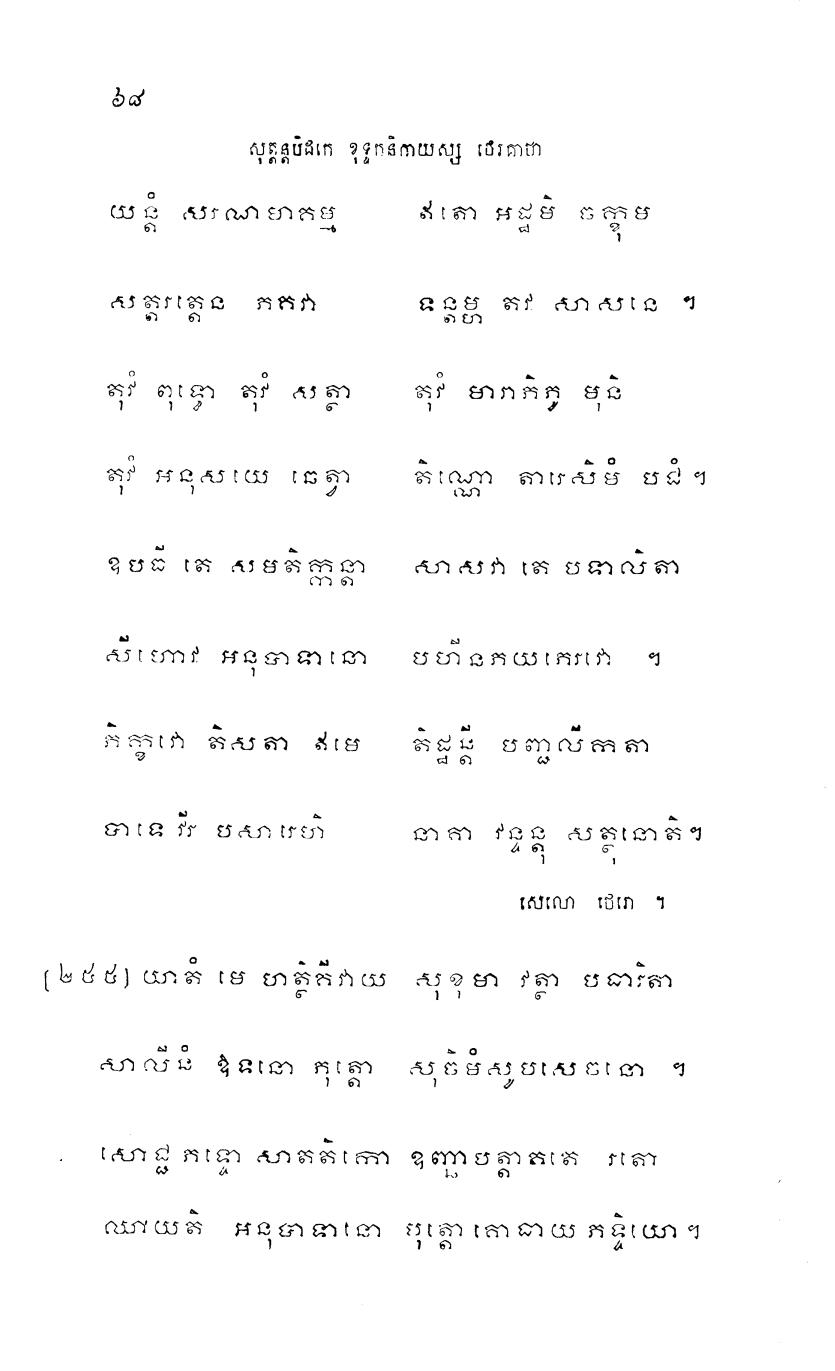 ៦៨
សុត្តន្តបិដកេ ខុទ្ទកនិកាយស្ស ថេរគាថា
យន្តំ សរណមាគម្ម ឥតោ អដ្ឋមិ ចក្ខុម
សត្តរត្តេន ភគវា ទន្តម្ហ តវ សាសនេ ។
តុវំ ពុទ្ធោ តុវំ សត្ថា តុវំ មារាភិភូ មុនិ
តុវំ អនុសយេ ឆេត្វា តិណ្ណោ តារេសិមំ បជំ។
ឧបធី តេ សមតិក្កន្តា សាសវា តេ បទាលិតា
សីហោវ អនុបាទានោ បហីនភយភេរវោ ។
ភិក្ខវោ តិសតា ឥមេ តិដ្ឋន្តិ បញ្ជលីកតា
បាទេ វីរ បសារេហិ នាគា វន្ទន្តុ សត្ថុនោតិ។
សេលោ ថេរោ ។
[២៥៥] យាតំ មេ ហត្ថិគីវាយ សុខុមា វត្ថា បធារិតា
សាលីនំ ឱទនោ ភុត្តោ សុចិមំសូបសេចនោ ។
សោជ្ជ ភទ្ទោ សាតតិកោ ឧញ្ឆាបត្តាគតេ រតោ
ឈាយតិ អនុបាទានោ បុត្តោ គោធាយ ភទ្ទិយោ។